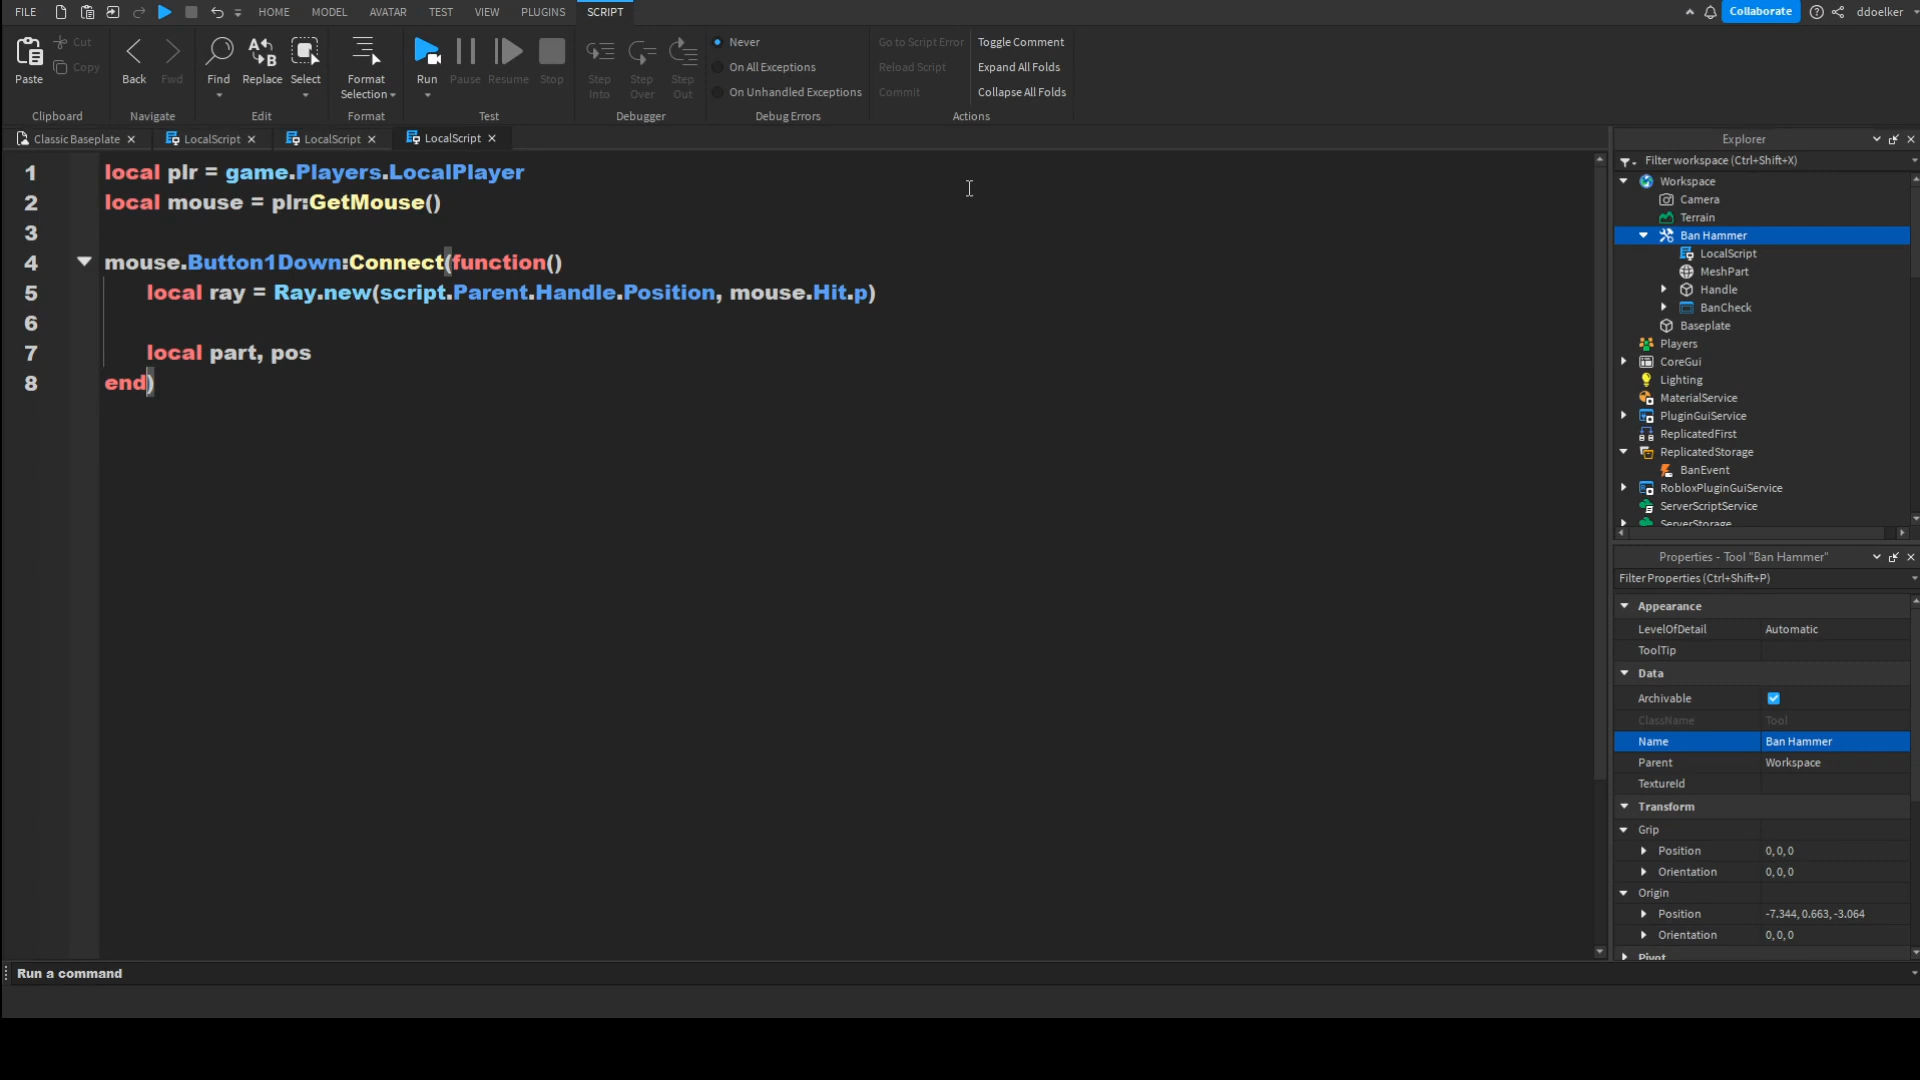 FILE HOME MODEL AVATAR TEST VIEW PLUGINS SCRIPT Collaborate ddoelker
Paste Cut Copy Back Fwd Find Replace Select Format Selection Run Pause Resume Stop Step Into Step Over Step Out
Never Go to Script Error Toggle Comment
On All Exceptions Reload Script Expand All Folds
On Unhandled Exceptions Commit Collapse All Folds
Clipboard Navigate Edit Format Test Debugger Debug Errors Actions
Classic Baseplate LocalScript LocalScript LocalScript
1 local plr = game.Players.LocalPlayer
2 local mouse = plr:GetMouse()
3
4 mouse.Button1Down:Connect(function()
5 local ray = Ray.new(script.Parent.Handle.Position, mouse.Hit.p)
6
7 local part, pos
8 end)
Explorer
Filter workspace (Ctrl+Shift+X)
Workspace
Camera
Terrain
Ban Hammer
LocalScript
MeshPart
Handle
BanCheck
Baseplate
Players
CoreGui
Lighting
MaterialService
PluginGuiService
ReplicatedFirst
ReplicatedStorage
BanEvent
RobloxPluginGuiService
ServerScriptService
ServerStorage
Properties - Tool "Ban Hammer"
Filter Properties (Ctrl+Shift+P)
Appearance
LevelOfDetail Automatic
ToolTip
Data
Archivable
ClassName Tool
Name Ban Hammer
Parent Workspace
TextureId
Transform
Grip
Position 0, 0, 0
Orientation 0, 0, 0
Origin
Position -7.344, 0.663, -3.064
Orientation 0, 0, 0
Pivot
Run a command